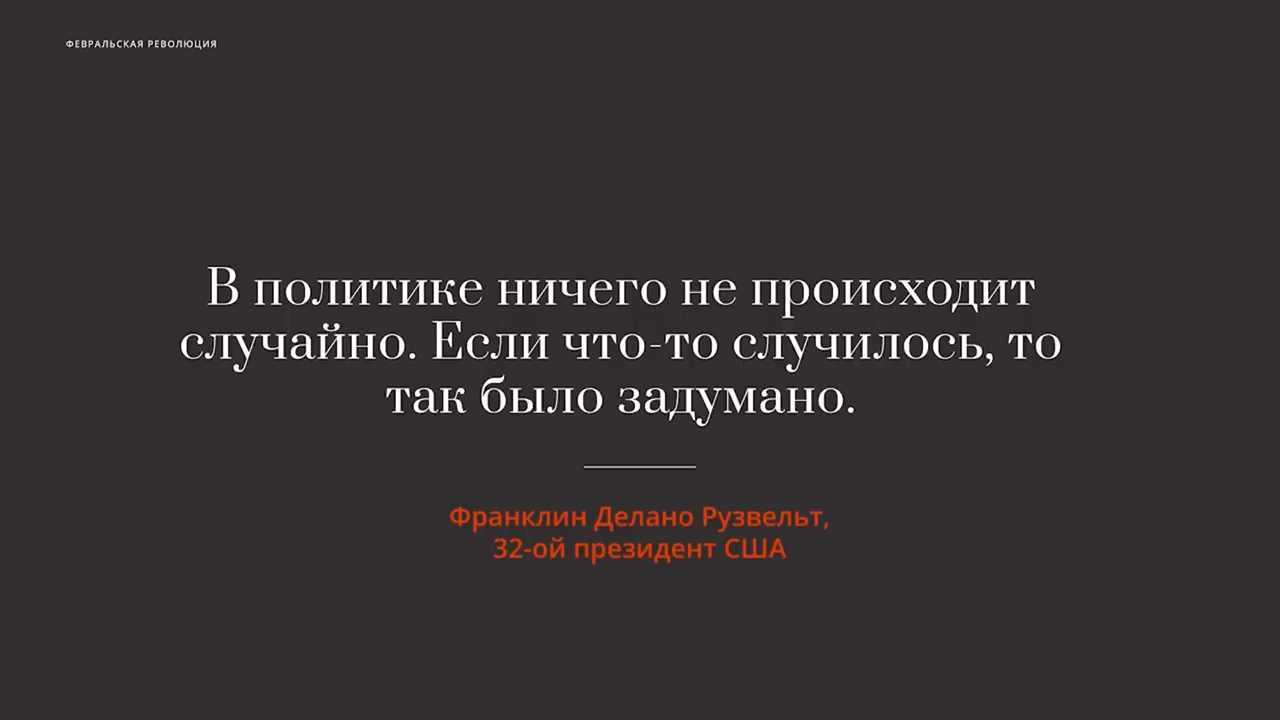 ФЕВРАЛЬСКАЯ РЕВОЛЮЦИЯ
В политике ничего не происходит
случайно. Если что-то случилось, то
так было задумано.
Франклин Делано Рузвельт,
32-ой президент США